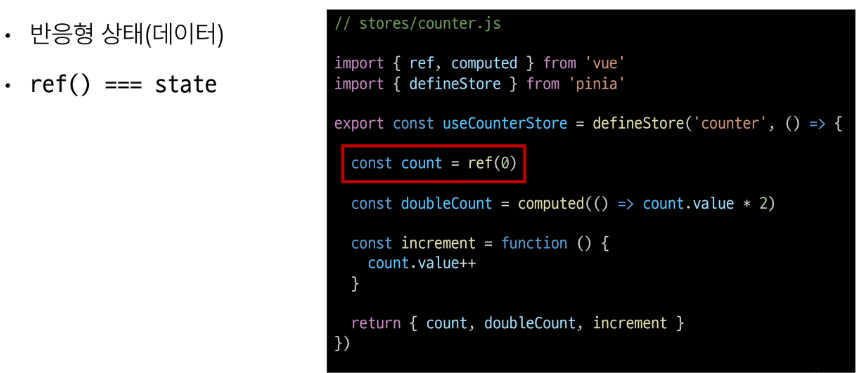 • 반응형 상태(데이터)
• ref() === state
// stores/counter.js
import { ref, computed } from 'vue'
import { defineStore } from 'pinia'
export const useCounterStore = defineStore('counter', () => {
  const count = ref(0)
  const doubleCount = computed(() => count.value * 2)
  const increment = function () {
    count.value++
  }
  return { count, doubleCount, increment }
})